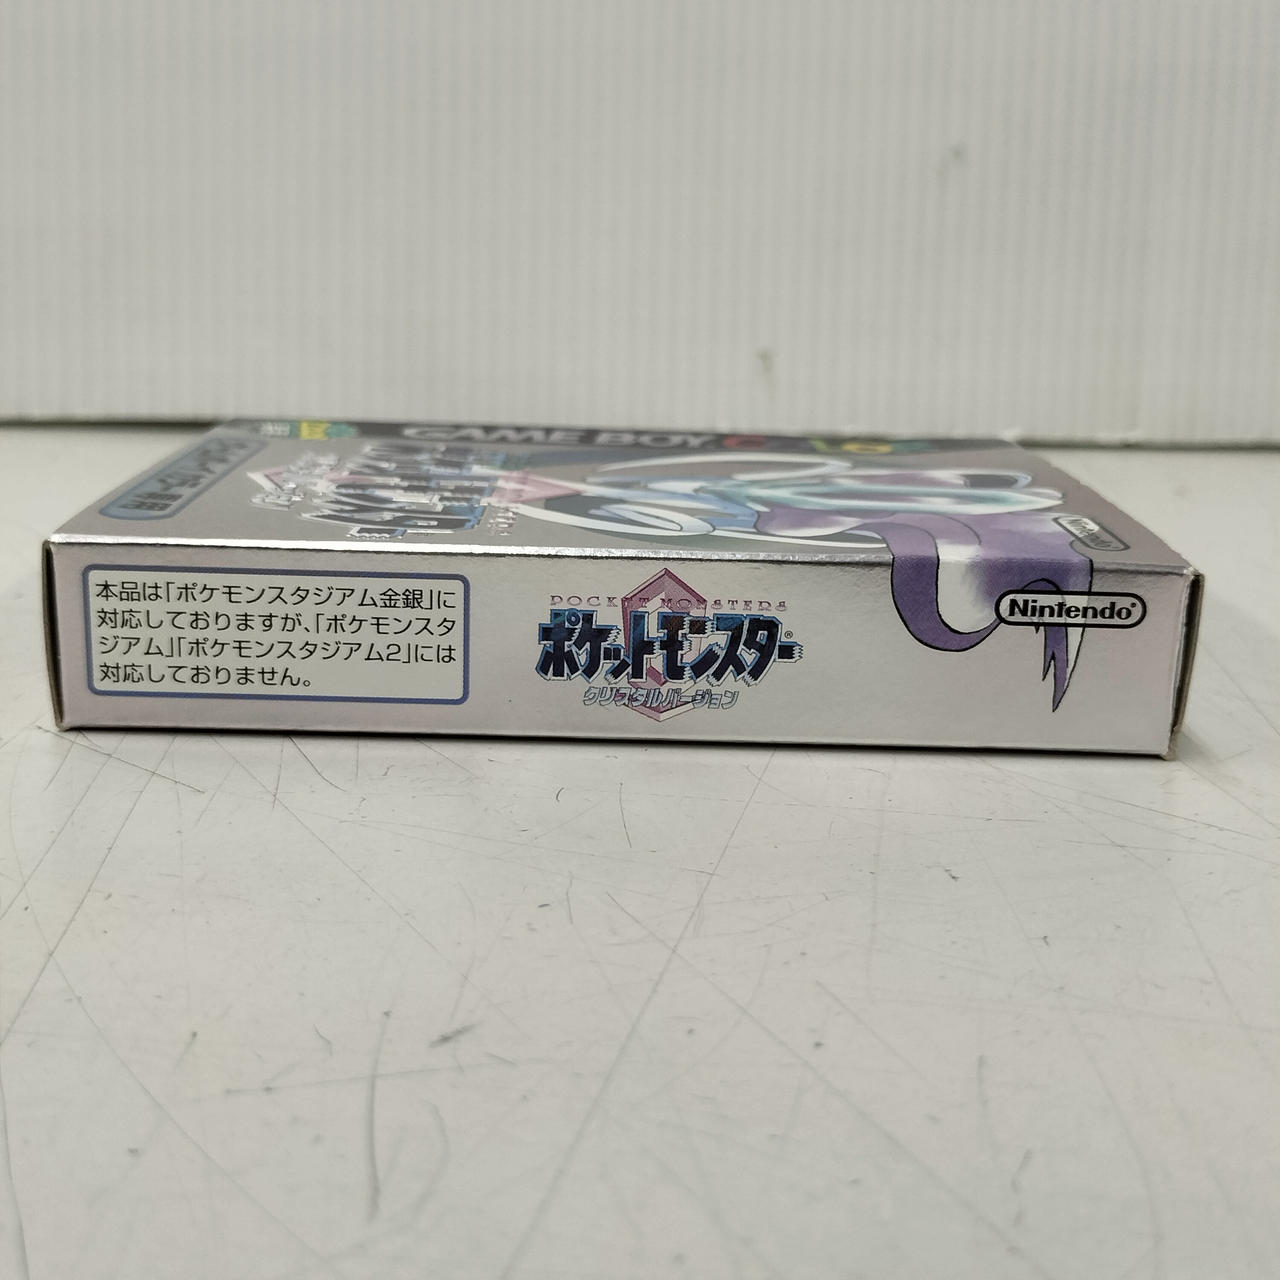 GAME BOY C
Nintendo
本品は「ポケモンスタジアム金銀」に
対応しておりますが、「ポケモンスタ
ジアム」「ポケモンスタジアム2」には
対応しておりません。
POCKET MONSTERS
ポケットモンスター®
クリスタルバージョン
Nintendo®